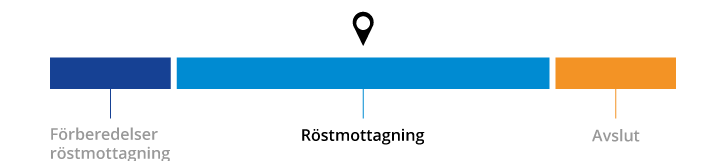 Förberedelser
röstmottagning
Röstmottagning
Avslut